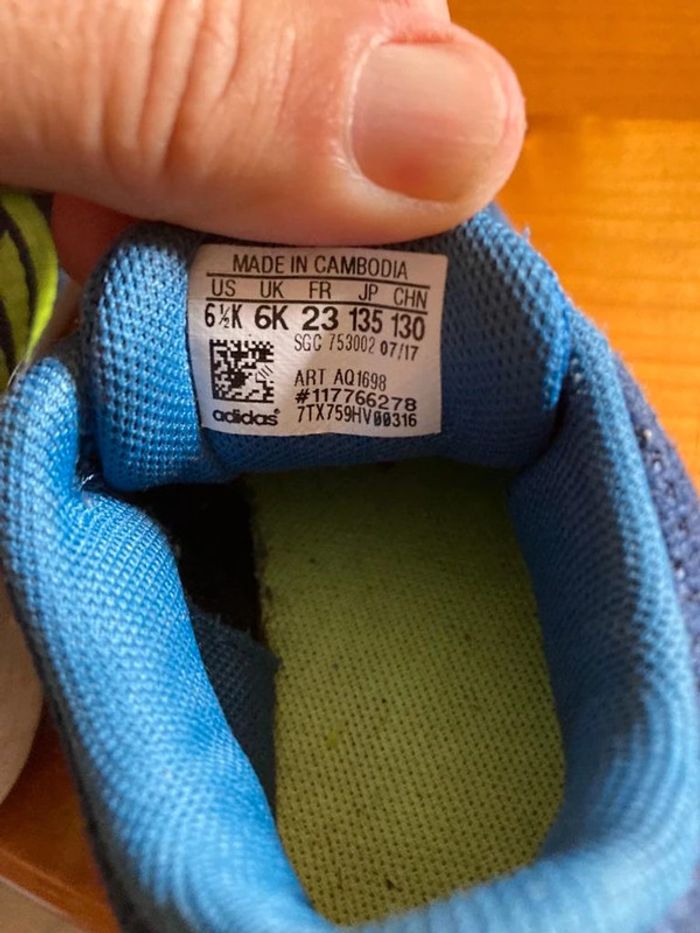 MADE IN CAMBODIA
US UK FR JP CHN
6½K 6K 23 135 130
SGC 753002 07/17
ART AQ1698
#117766278
adidas® 7TX759HV00316